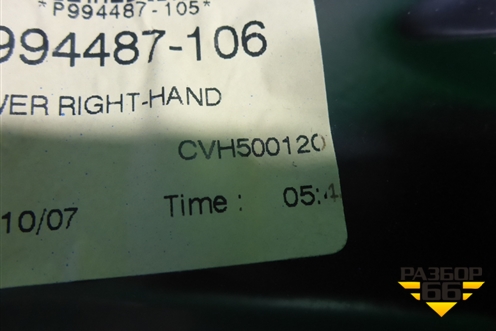 *P994487-105*
994487-106
VER RIGHT-HAND
CVH500120
10/07 Time : 05:4
РАЗБОР
66